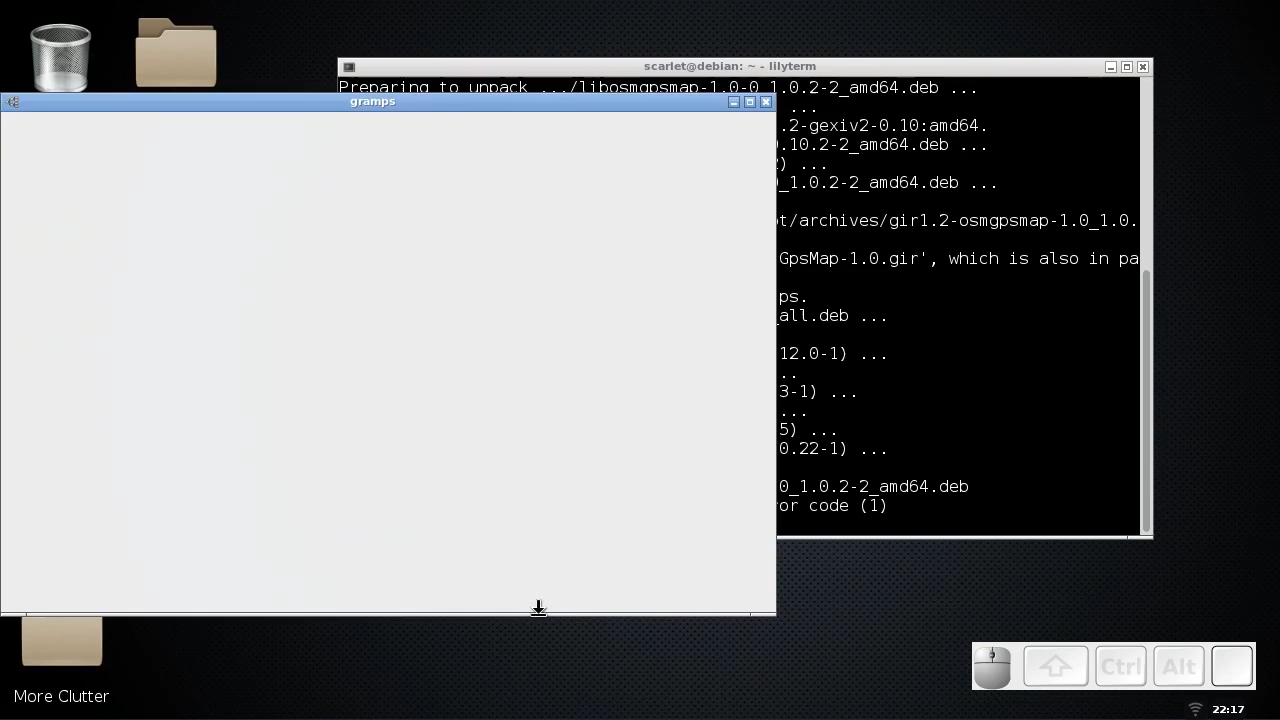 scarlet@debian: ~ - lilyterm
Preparing to unpack .../libosmgpsmap-1.0-0_1.0.2-2_amd64.deb ...
gramps
...
.2-gexiv2-0.10:amd64.
.10.2-2_amd64.deb ...
) ...
_1.0.2-2_amd64.deb ...
t/archives/gir1.2-osmgpsmap-1.0_1.0.
GpsMap-1.0.gir', which is also in pa
ps.
_all.deb ...
12.0-1) ...
..
3-1) ...
...
5) ...
0.22-1) ...
0_1.0.2-2_amd64.deb
or code (1)
More Clutter
Ctrl
Alt
22:17